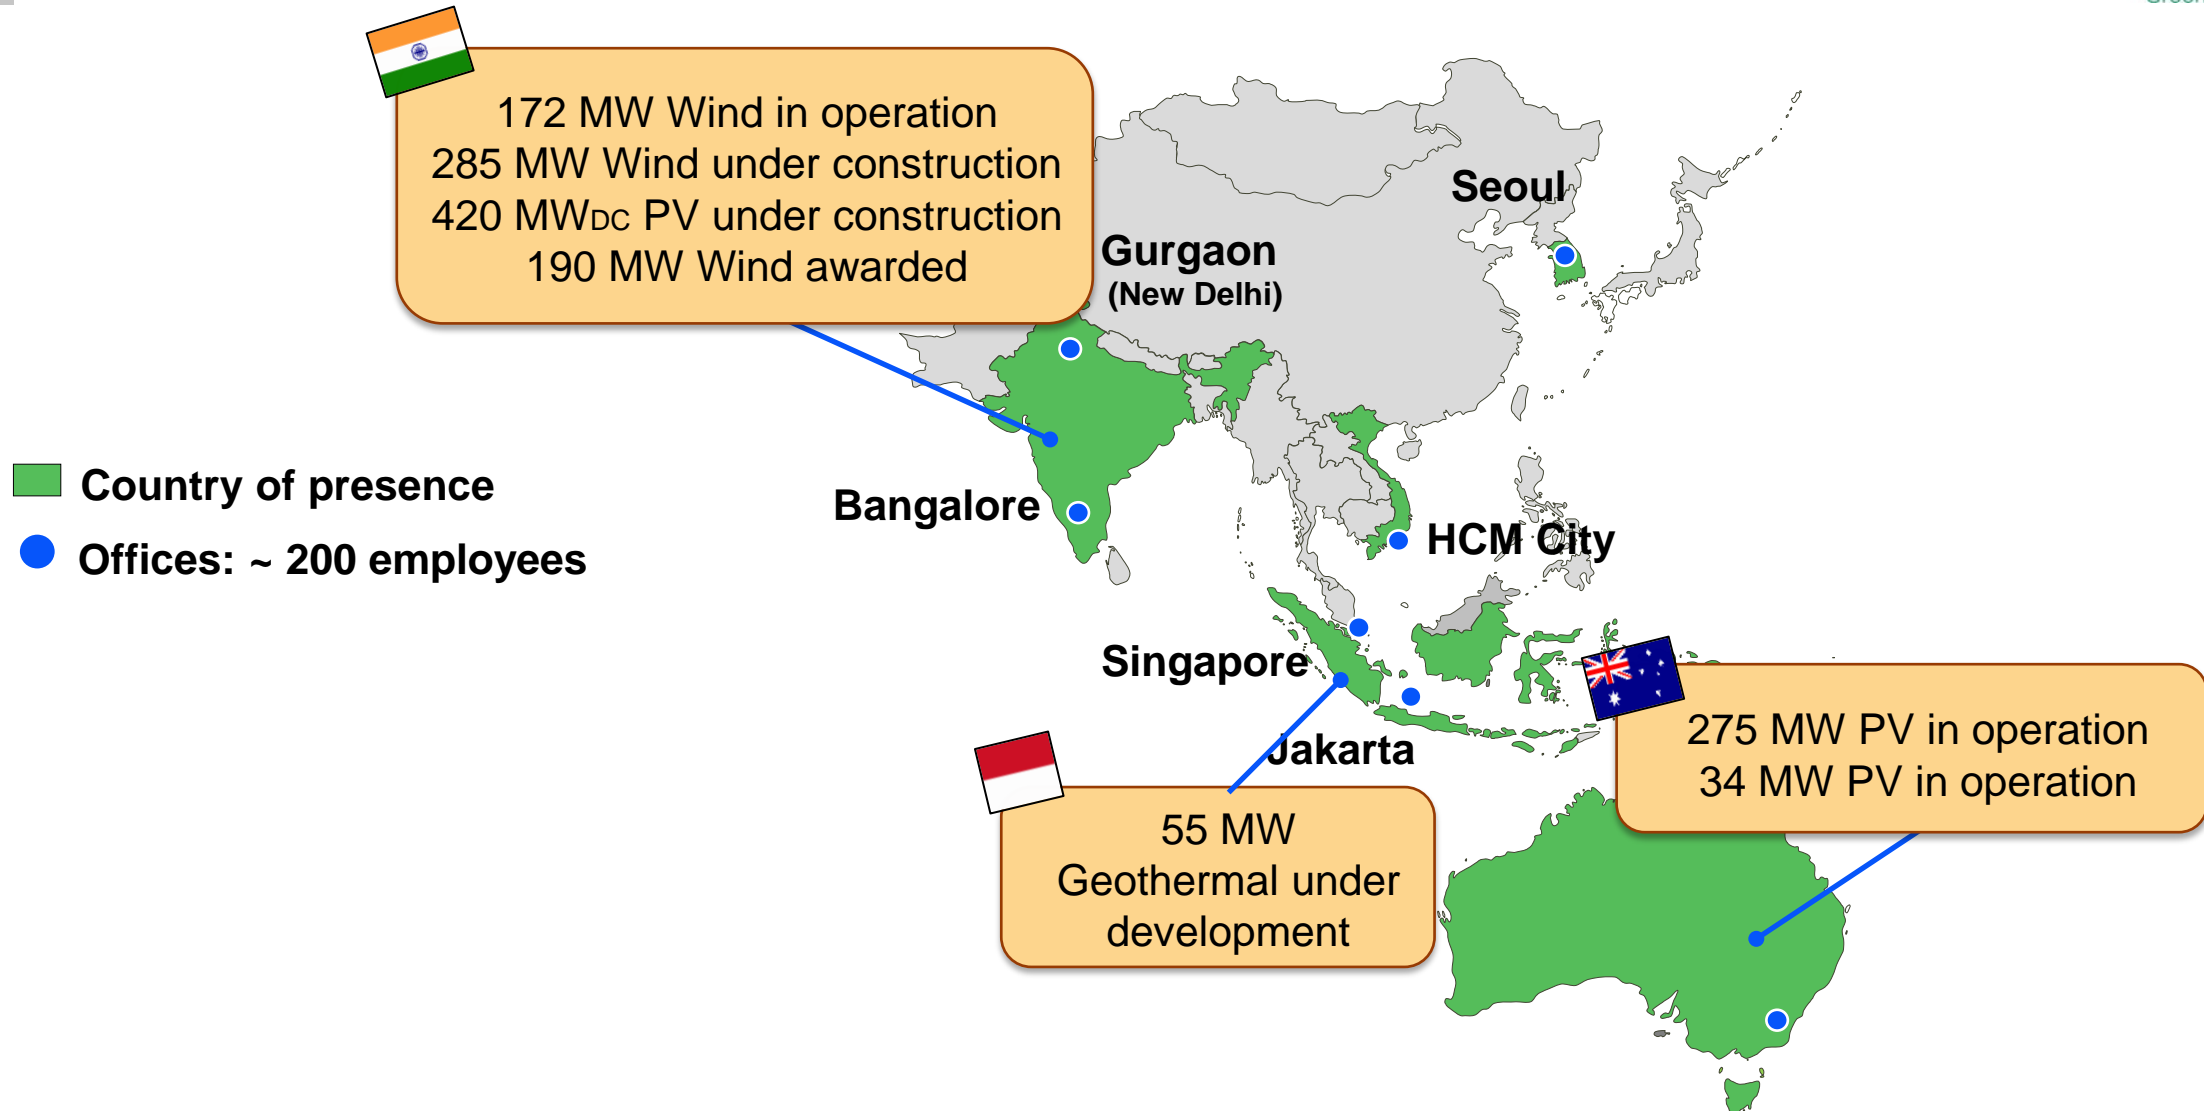 172 MW Wind in operation
285 MW Wind under construction
420 MWDC PV under construction
190 MW Wind awarded
Seoul
Gurgaon
(New Delhi)
Country of presence
Offices: ~ 200 employees
Bangalore
HCM City
Singapore
Jakarta
275 MW PV in operation
34 MW PV in operation
55 MW
Geothermal under
development